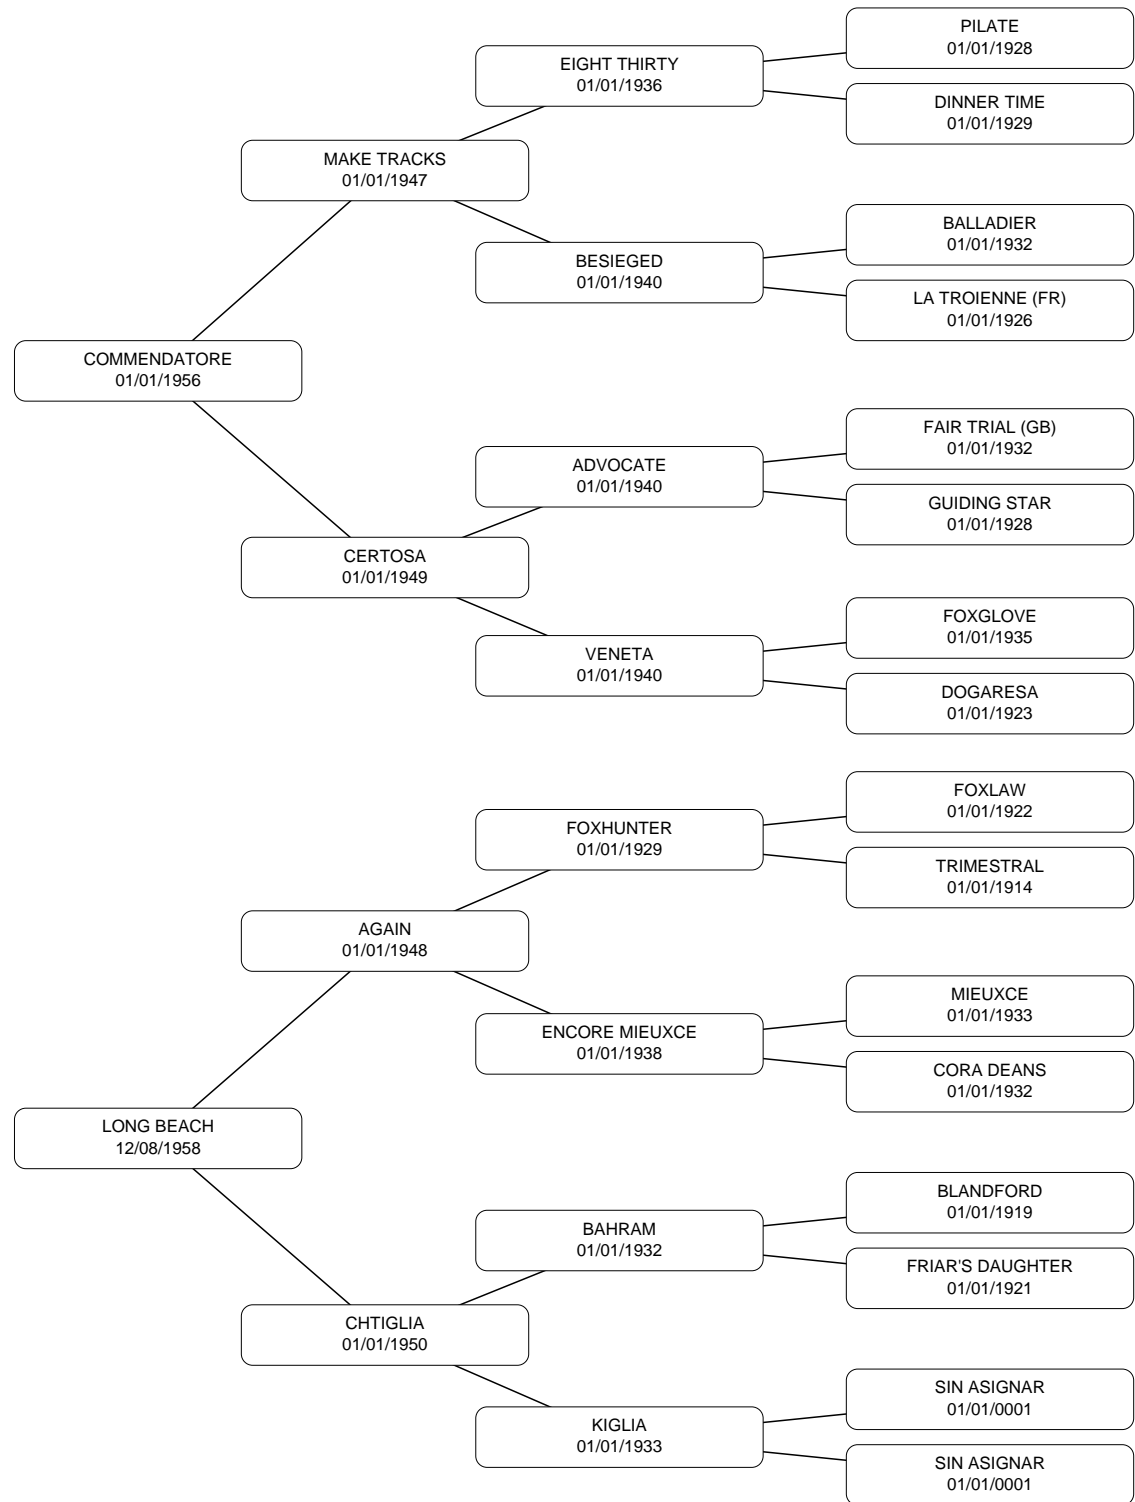 PILATE
01/01/1928
EIGHT THIRTY
01/01/1936
DINNER TIME
01/01/1929
MAKE TRACKS
01/01/1947
BALLADIER
01/01/1932
BESIEGED
01/01/1940
LA TROIENNE (FR)
01/01/1926
COMMENDATORE
01/01/1956
FAIR TRIAL (GB)
01/01/1932
ADVOCATE
01/01/1940
GUIDING STAR
01/01/1928
CERTOSA
01/01/1949
FOXGLOVE
01/01/1935
VENETA
01/01/1940
DOGARESA
01/01/1923
FOXLAW
01/01/1922
FOXHUNTER
01/01/1929
TRIMESTRAL
01/01/1914
AGAIN
01/01/1948
MIEUXCE
01/01/1933
ENCORE MIEUXCE
01/01/1938
CORA DEANS
01/01/1932
LONG BEACH
12/08/1958
BLANDFORD
01/01/1919
BAHRAM
01/01/1932
FRIAR'S DAUGHTER
01/01/1921
CHTIGLIA
01/01/1950
SIN ASIGNAR
01/01/0001
KIGLIA
01/01/1933
SIN ASIGNAR
01/01/0001